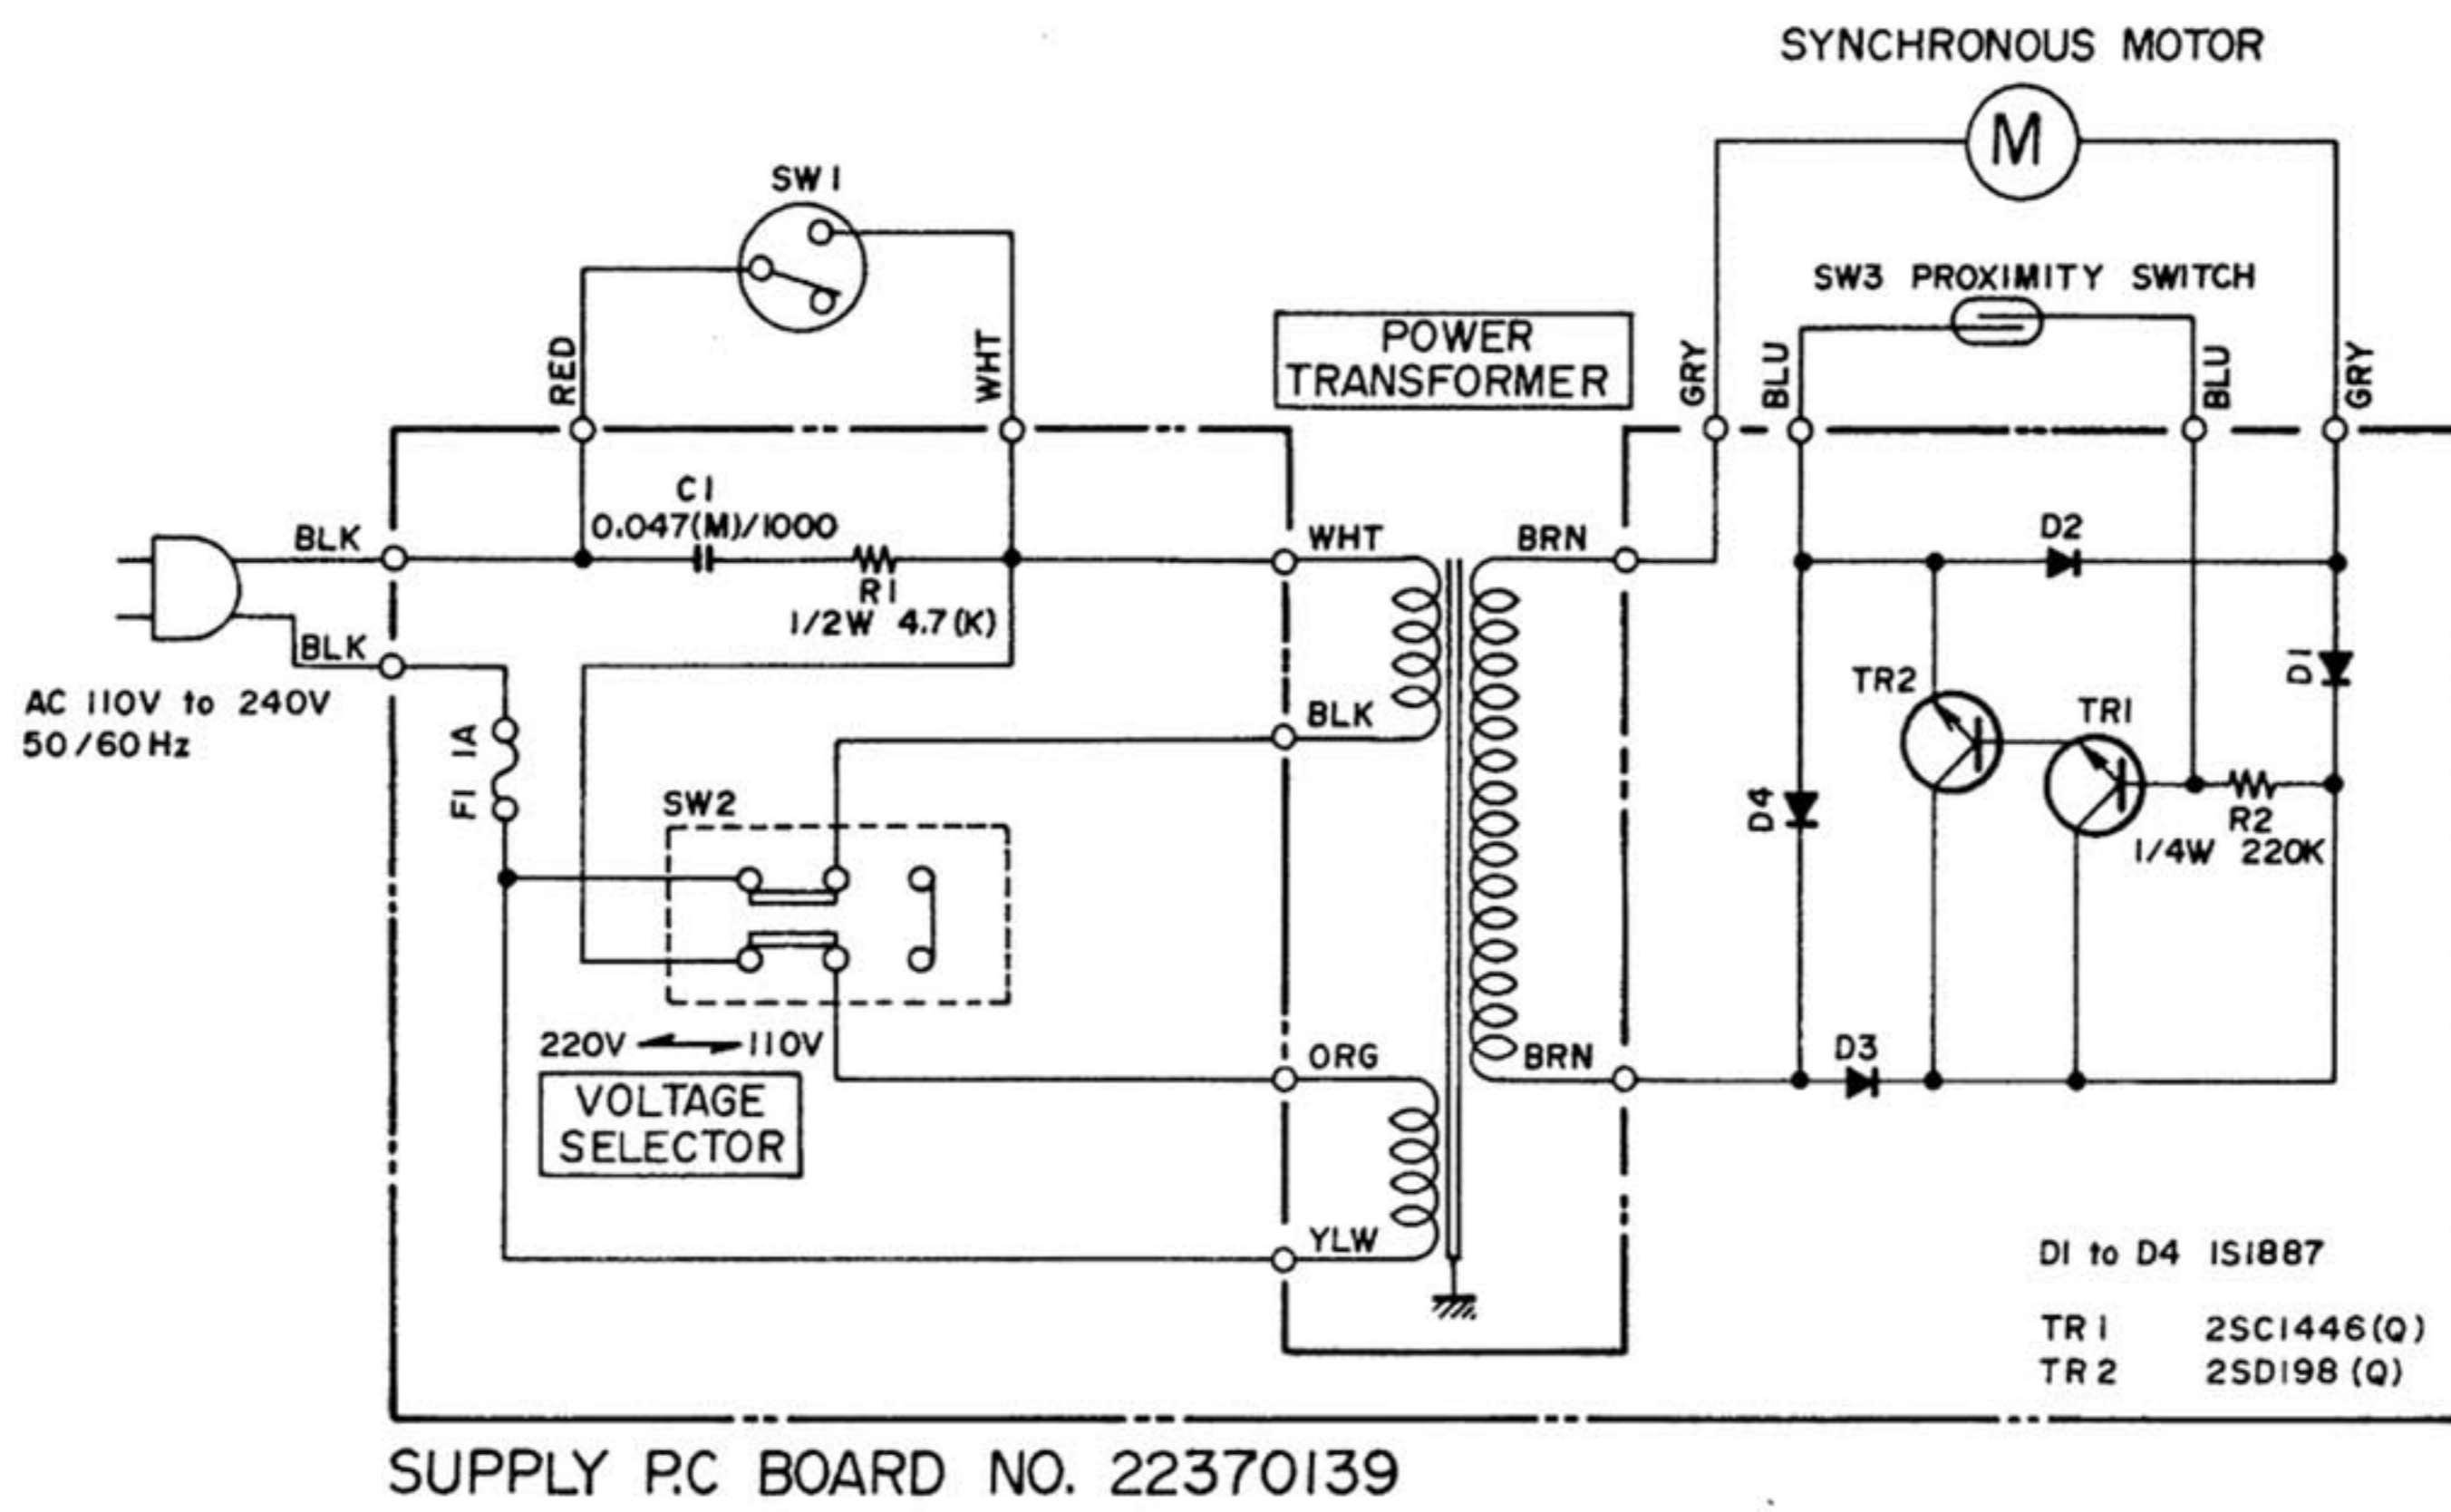 SYNCHRONOUS MOTOR
M
SW1
SW3 PROXIMITY SWITCH
POWER
TRANSFORMER
RED
WHT
GRY
BLU
BLU
GRY
C1
0.047(M)/1000
BLK
WHT
BRN
D2
R1
1/2W 4.7(K)
BLK
AC 110V to 240V
50/60Hz
F1 1A
BLK
TR2
TR1
D1
SW2
D4
R2
1/4W 220K
220V 110V
ORG
BRN
D3
VOLTAGE
SELECTOR
YLW
D1 to D4 1S1887
TR1 2SC1446(Q)
TR2 2SD198(Q)
SUPPLY P.C BOARD NO. 22370139